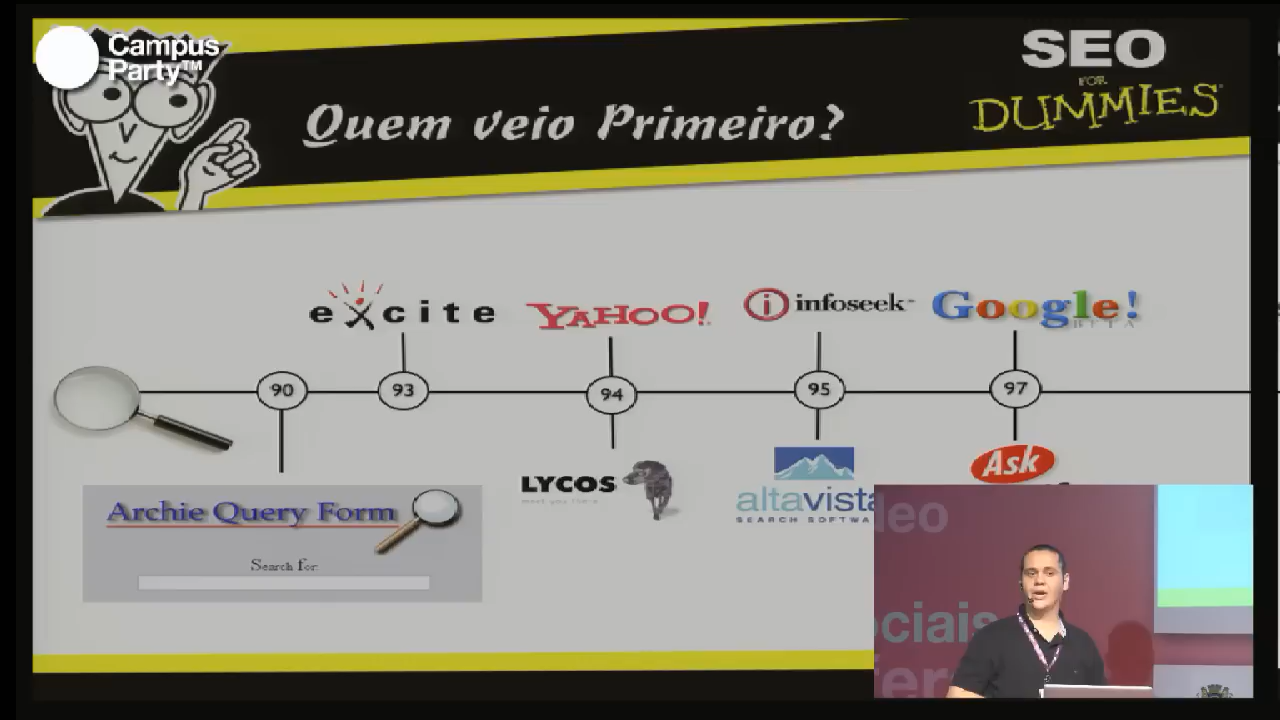 Campus
Party™
SEO
FOR
DUMMIES
Quem veio Primeiro?
excite
YAHOO!
infoseek
Google!
BETA
90
93
94
95
97
LYCOS
Ask
altavista
Archie Query Form
Search for: